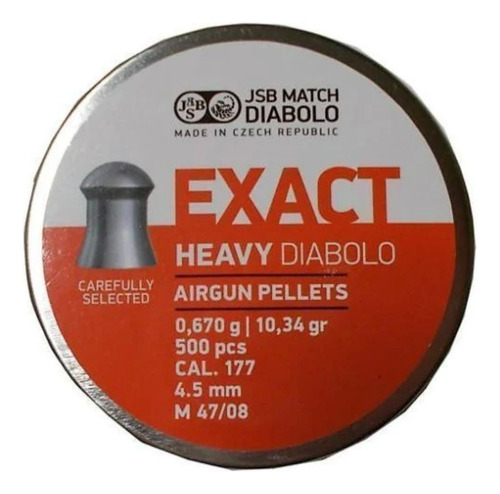 JSB
JSB MATCH
DIABOLO
MADE IN CZECH REPUBLIC
EXACT
HEAVY DIABOLO
CAREFULLY
SELECTED
AIRGUN PELLETS
0,670 g | 10,34 gr
500 pcs
CAL. 177
4.5 mm
M 47/08